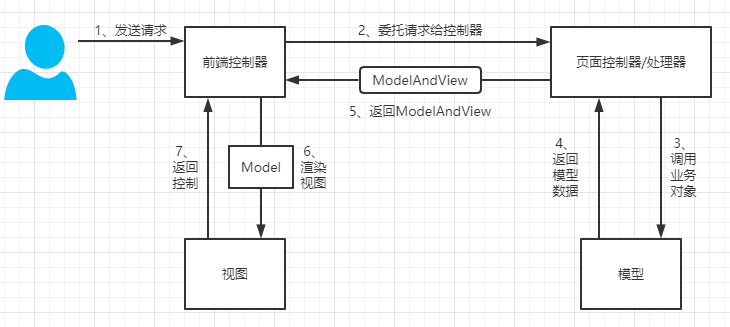 1、发送请求
2、委托请求给控制器
前端控制器
页面控制器/处理器
ModelAndView
5、返回ModelAndView
7、
返回
控制
Model
6、
渲染
视图
4、
返回
模型
数据
3、
调用
业务
对象
视图
模型